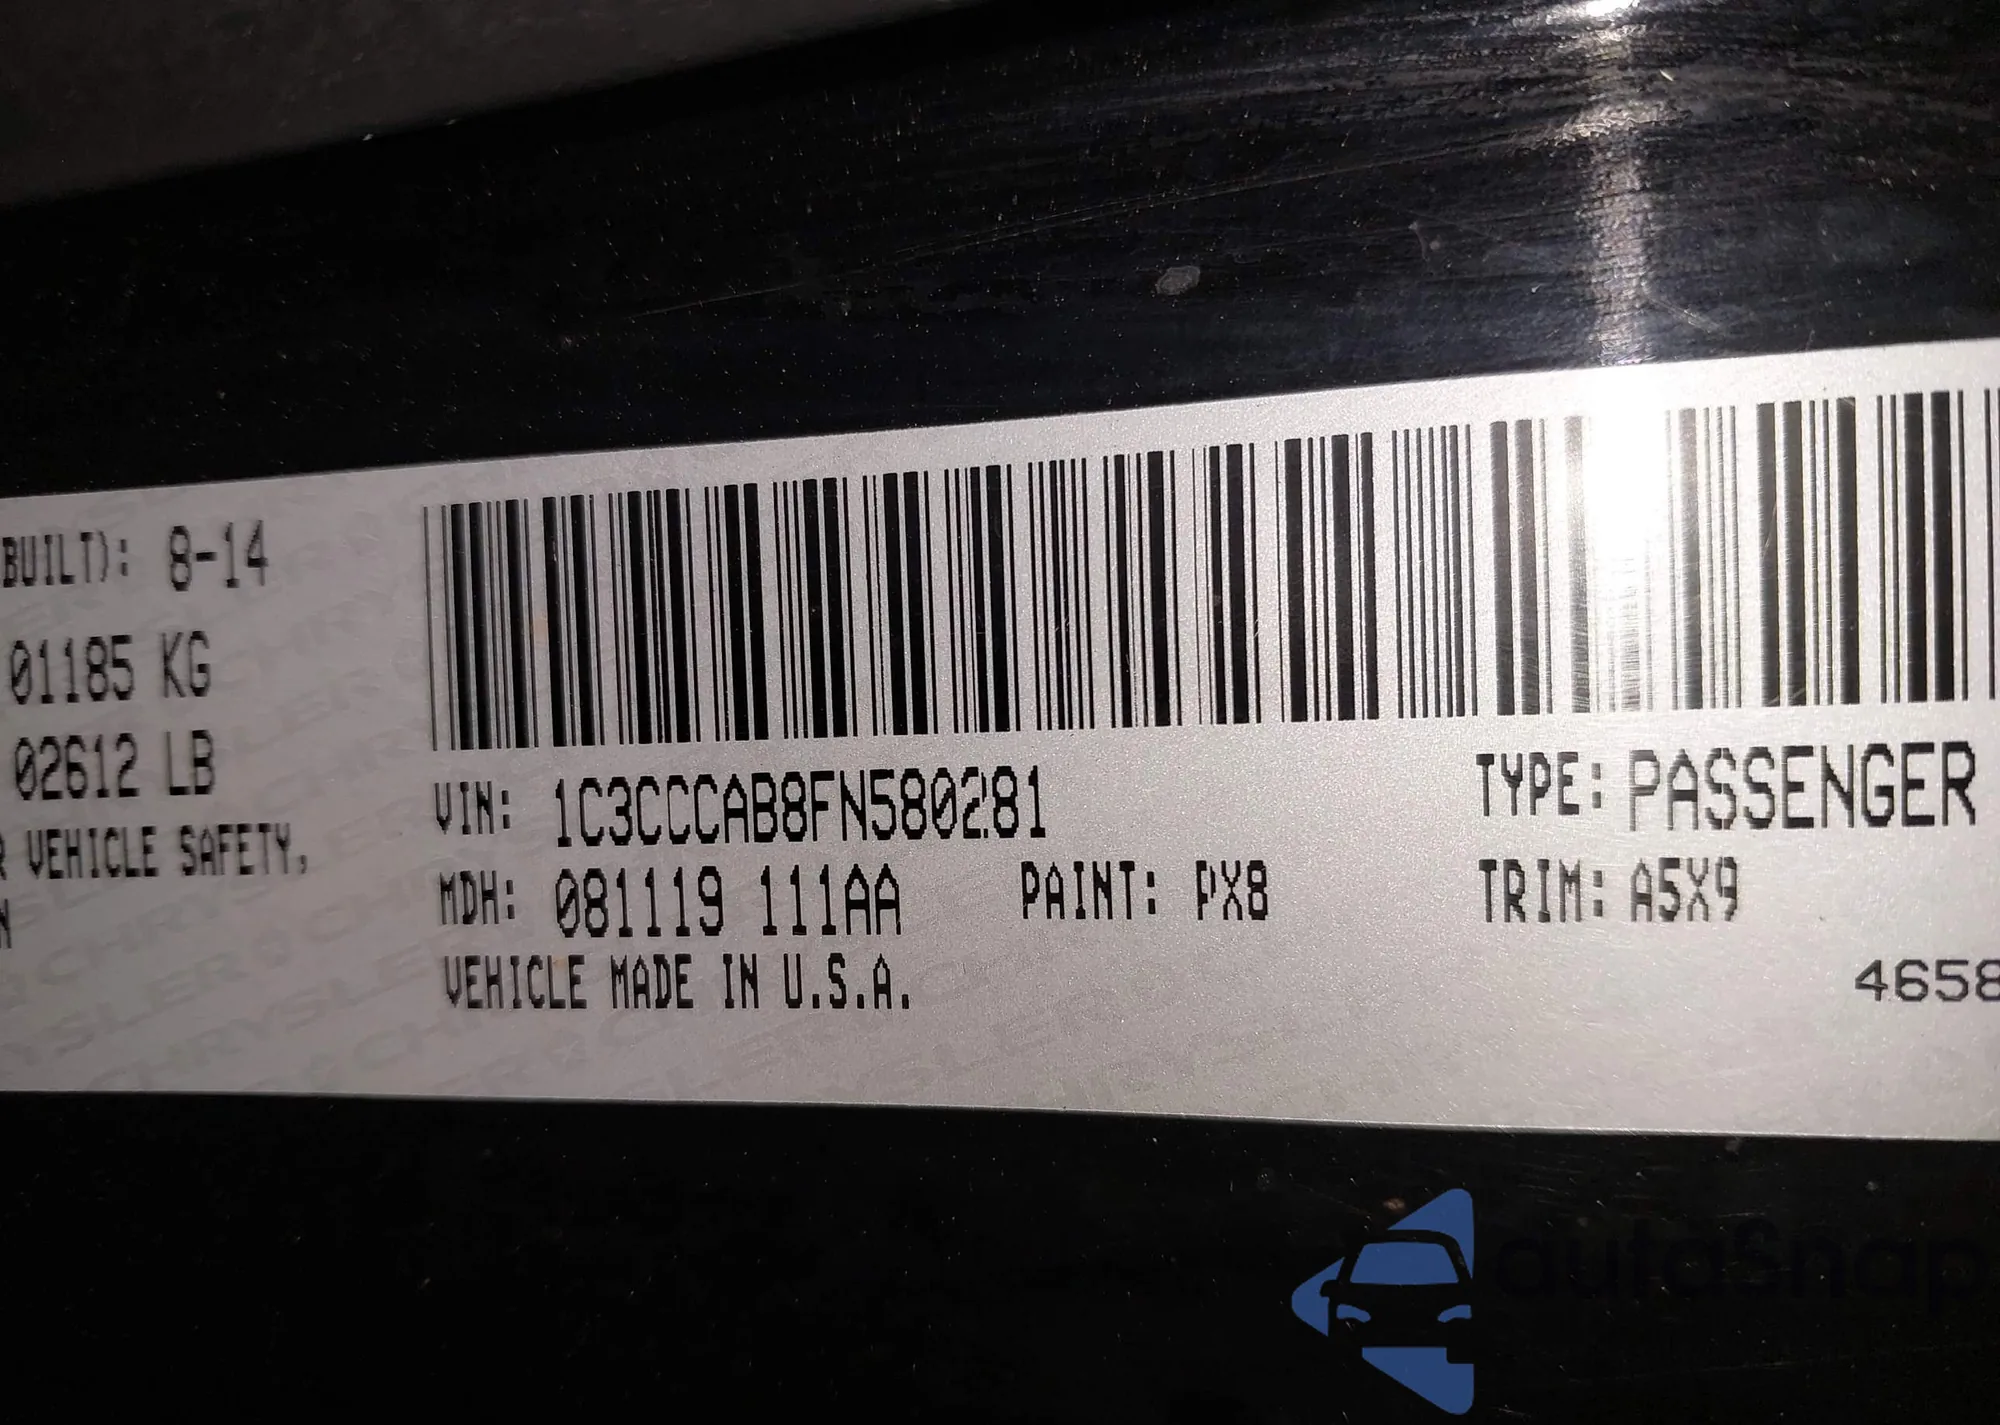 BUILT): 8-14
01185 KG
02612 LB
R VEHICLE SAFETY,
N
VIN: 1C3CCCAB8FN580281
TYPE: PASSENGER
MDH: 081119 111AA
PAINT: PX8
TRIM: A5X9
VEHICLE MADE IN U.S.A.
4658
autoSnap